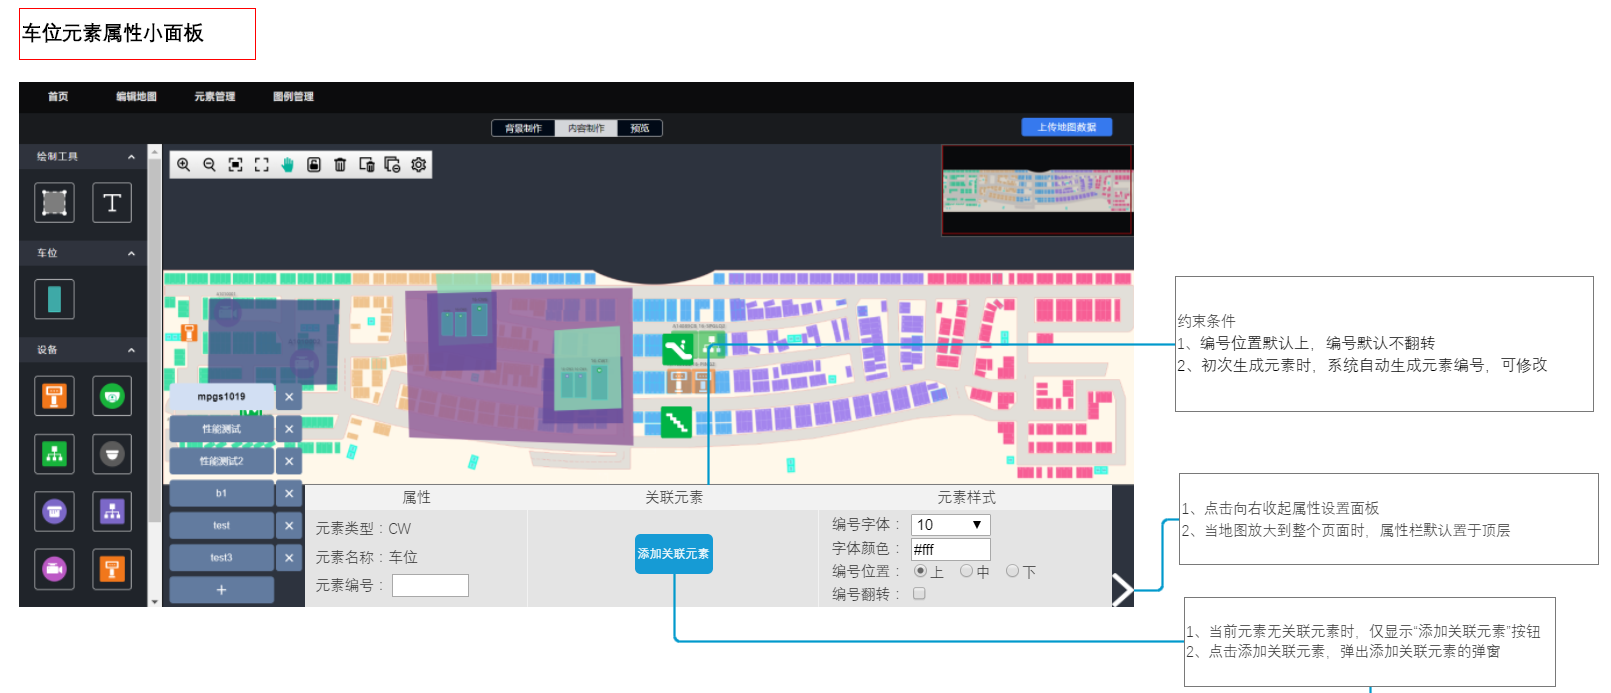 车位元素属性小面板
首页 编辑地图 元素管理 图例管理
背景制作 内容制作 预览
上传地图数据
绘制工具
T
车位
设备
mpgs1019 ×
性能测试 ×
性能测试2 ×
b1 ×
test ×
test3 ×
+
属性 关联元素 元素样式
元素类型：CW
元素名称：车位
元素编号：
添加关联元素
编号字体： 10 ▼
字体颜色： #fff
编号位置： 上 中 下
编号翻转：
约束条件
1、编号位置默认上，编号默认不翻转
2、初次生成元素时，系统自动生成元素编号，可修改
1、点击向右收起属性设置面板
2、当地图放大到整个页面时，属性栏默认置于顶层
1、当前元素无关联元素时，仅显示“添加关联元素”按钮
2、点击添加关联元素，弹出添加关联元素的弹窗